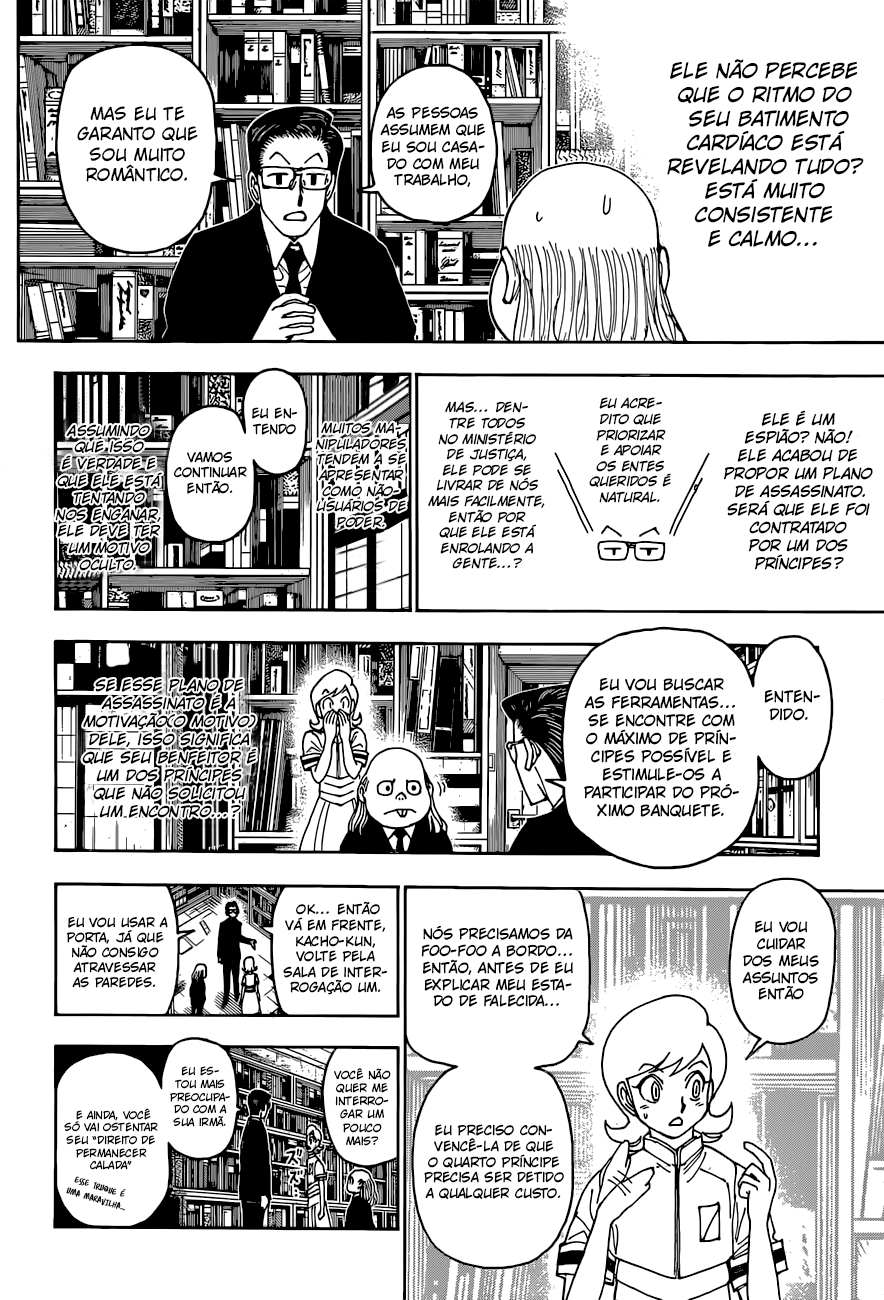 ELE NÃO PERCEBE
QUE O RITMO DO
SEU BATIMENTO
CARDÍACO ESTÁ
REVELANDO TUDO?
ESTÁ MUITO
CONSISTENTE
E CALMO...
AS PESSOAS
ASSUMEM QUE
EU SOU CASA-
DO COM MEU
TRABALHO,
MAS EU TE
GARANTO QUE
SOU MUITO
ROMÂNTICO.
ELE É UM
ESPIÃO? NÃO!
ELE ACABOU DE
PROPOR UM PLANO
DE ASSASSINATO.
SERÁ QUE ELE FOI
CONTRATADO
POR UM DOS
PRÍNCIPES?
EU ACRE-
DITO QUE
PRIORIZAR
E APOIAR
OS ENTES
QUERIDOS É
NATURAL.
MAS... DEN-
TRE TODOS
NO MINISTÉRIO
DE JUSTIÇA,
ELE PODE SE
LIVRAR DE NÓS
MAIS FACILMENTE,
ENTÃO POR
QUE ELE ESTÁ
ENROLANDO A
GENTE...?
MUITOS MA-
NIPULADORES
TENDEM A SE
APRESENTAR
COMO NÃO-
USUÁRIOS DE
PODER.
EU EN-
TENDO
VAMOS
CONTINUAR
ENTÃO.
ASSUMINDO
QUE ISSO
É VERDADE E
QUE ELE ESTÁ
TENTANDO
NOS ENGANAR,
ELE DEVE TER
UM MOTIVO
OCULTO.
ENTEN-
DIDO.
EU VOU BUSCAR
AS FERRAMENTAS...
SE ENCONTRE COM
O MÁXIMO DE PRÍN-
CIPES POSSÍVEL E
ESTIMULE-OS A
PARTICIPAR DO PRÓ-
XIMO BANQUETE.
SE ESSE PLANO DE
ASSASSINATO É A
MOTIVAÇÃO(O MOTIVO)
DELE, ISSO SIGNIFICA
QUE SEU BENFEITOR É
UM DOS PRÍNCIPES
QUE NÃO SOLICITOU
UM ENCONTRO...?
EU VOU
CUIDAR
DOS MEUS
ASSUNTOS
ENTÃO
NÓS PRECISAMOS DA
FOO-FOO A BORDO...
ENTÃO, ANTES DE EU
EXPLICAR MEU ESTA-
DO DE FALECIDA...
EU PRECISO CON-
VENCÊ-LA DE QUE
O QUARTO PRÍNCIPE
PRECISA SER DETIDO
A QUALQUER CUSTO.
OK... ENTÃO
VÁ EM FRENTE,
KACHO-KUN,
VOLTE PELA
SALA DE INTER-
ROGAÇÃO UM.
EU VOU USAR A
PORTA, JÁ QUE
NÃO CONSIGO
ATRAVESSAR
AS PAREDES.
VOCÊ NÃO
QUER ME
INTERRO-
GAR UM
POUCO
MAIS?
EU ES-
TOU MAIS
PREOCUPA-
DO COM A
SUA IRMÃ.
E AINDA, VOCÊ
SÓ VAI OSTENTAR
SEU "DIREITO DE
PERMANECER
CALADA"
ESSE TRUQUE É
UMA MARAVILHA...